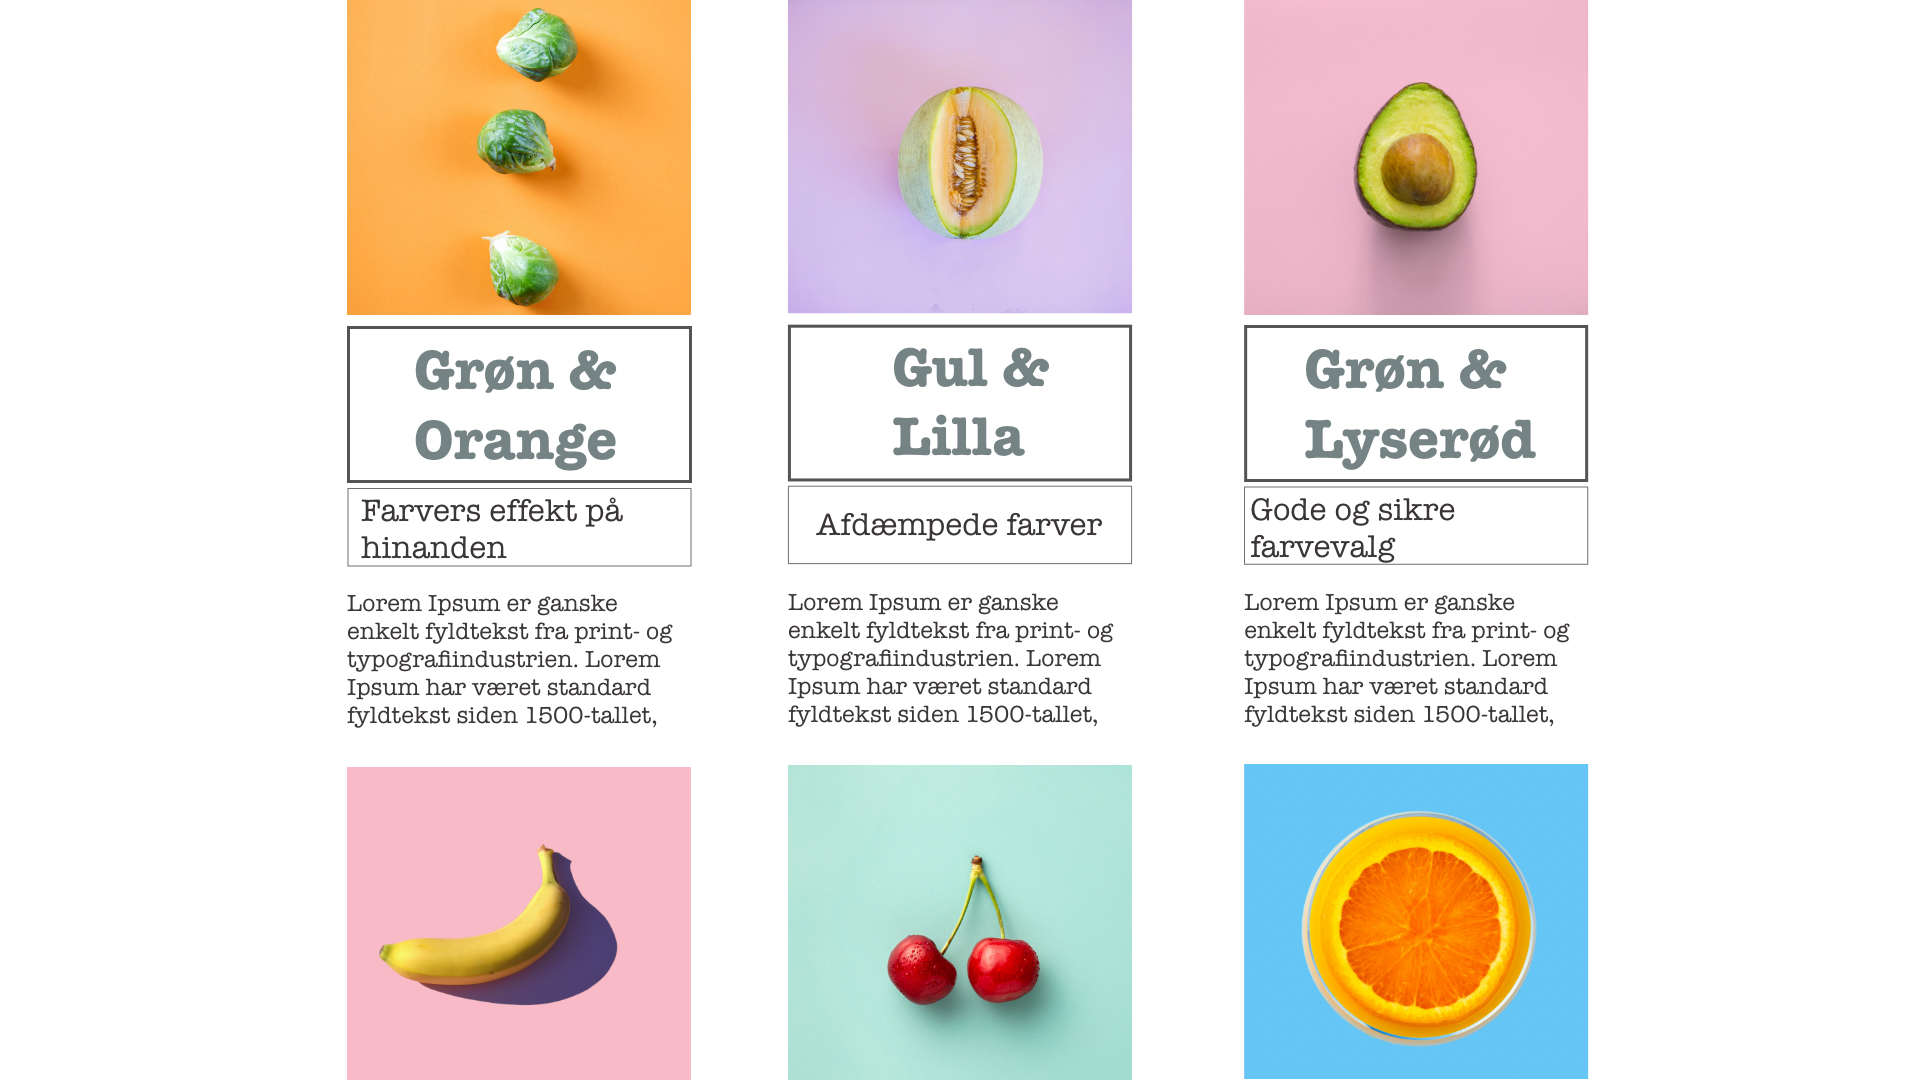 Grøn &
Orange
Farvers effekt på
hinanden
Lorem Ipsum er ganske
enkelt fyldtekst fra print- og
typografiindustrien. Lorem
Ipsum har været standard
fyldtekst siden 1500-tallet,
Gul &
Lilla
Afdæmpede farver
Lorem Ipsum er ganske
enkelt fyldtekst fra print- og
typografiindustrien. Lorem
Ipsum har været standard
fyldtekst siden 1500-tallet,
Grøn &
Lyserød
Gode og sikre
farvevalg
Lorem Ipsum er ganske
enkelt fyldtekst fra print- og
typografiindustrien. Lorem
Ipsum har været standard
fyldtekst siden 1500-tallet,